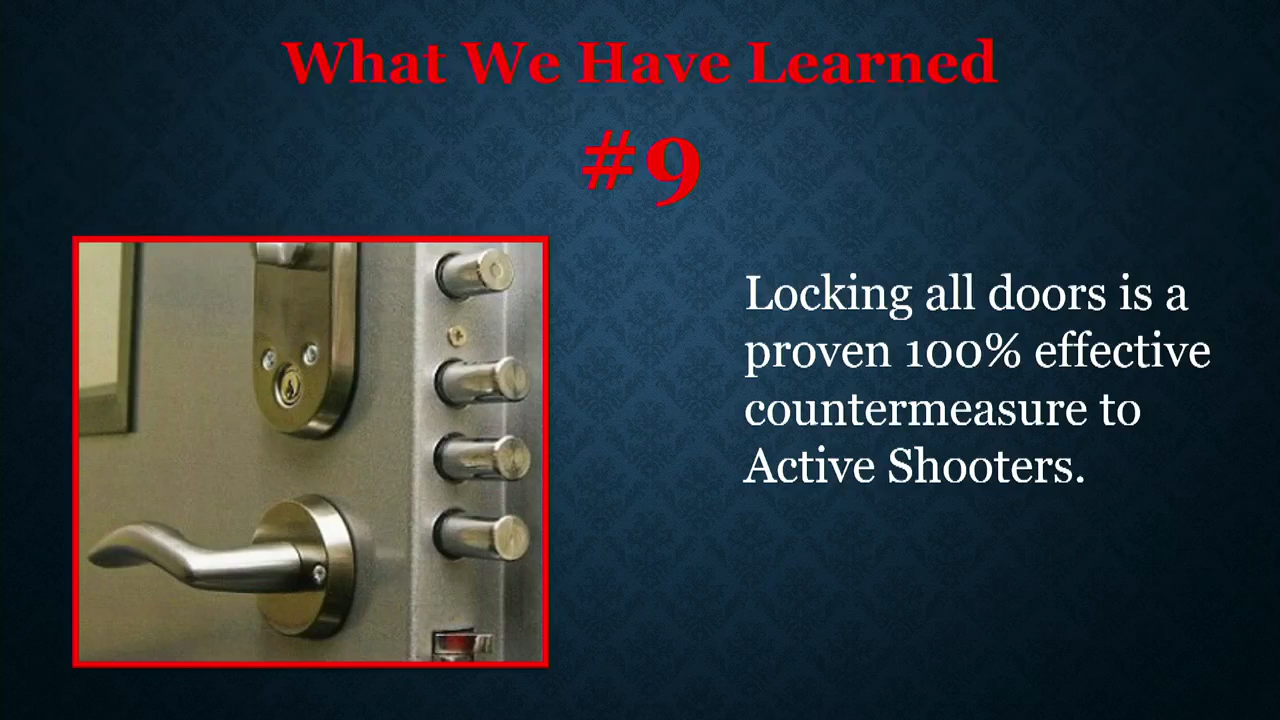 What We Have Learned
#9
Locking all doors is a
proven 100% effective
countermeasure to
Active Shooters.